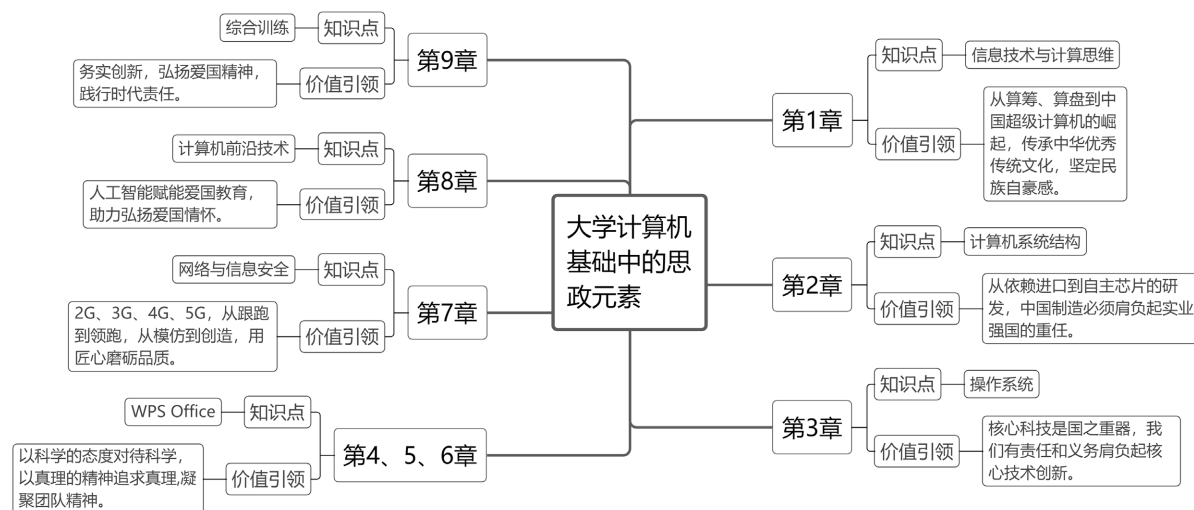 大学计算机
基础中的思
政元素
第1章
知识点
信息技术与计算思维
价值引领
从算筹、算盘到中
国超级计算机的崛
起，传承中华优秀
传统文化，坚定民
族自豪感。
第2章
知识点
计算机系统结构
价值引领
从依赖进口到自主芯片的研
发，中国制造必须肩负起实业
强国的重任。
第3章
知识点
操作系统
价值引领
核心科技是国之重器，我
们有责任和义务肩负起核
心技术创新。
第4、5、6章
知识点
WPS Office
价值引领
以科学的态度对待科学，
以真理的精神追求真理,凝
聚团队精神。
第7章
知识点
网络与信息安全
价值引领
2G、3G、4G、5G，从跟跑
到领跑，从模仿到创造，用
匠心磨砺品质。
第8章
知识点
计算机前沿技术
价值引领
人工智能赋能爱国教育，
助力弘扬爱国情怀。
第9章
知识点
综合训练
价值引领
务实创新，弘扬爱国精神，
践行时代责任。